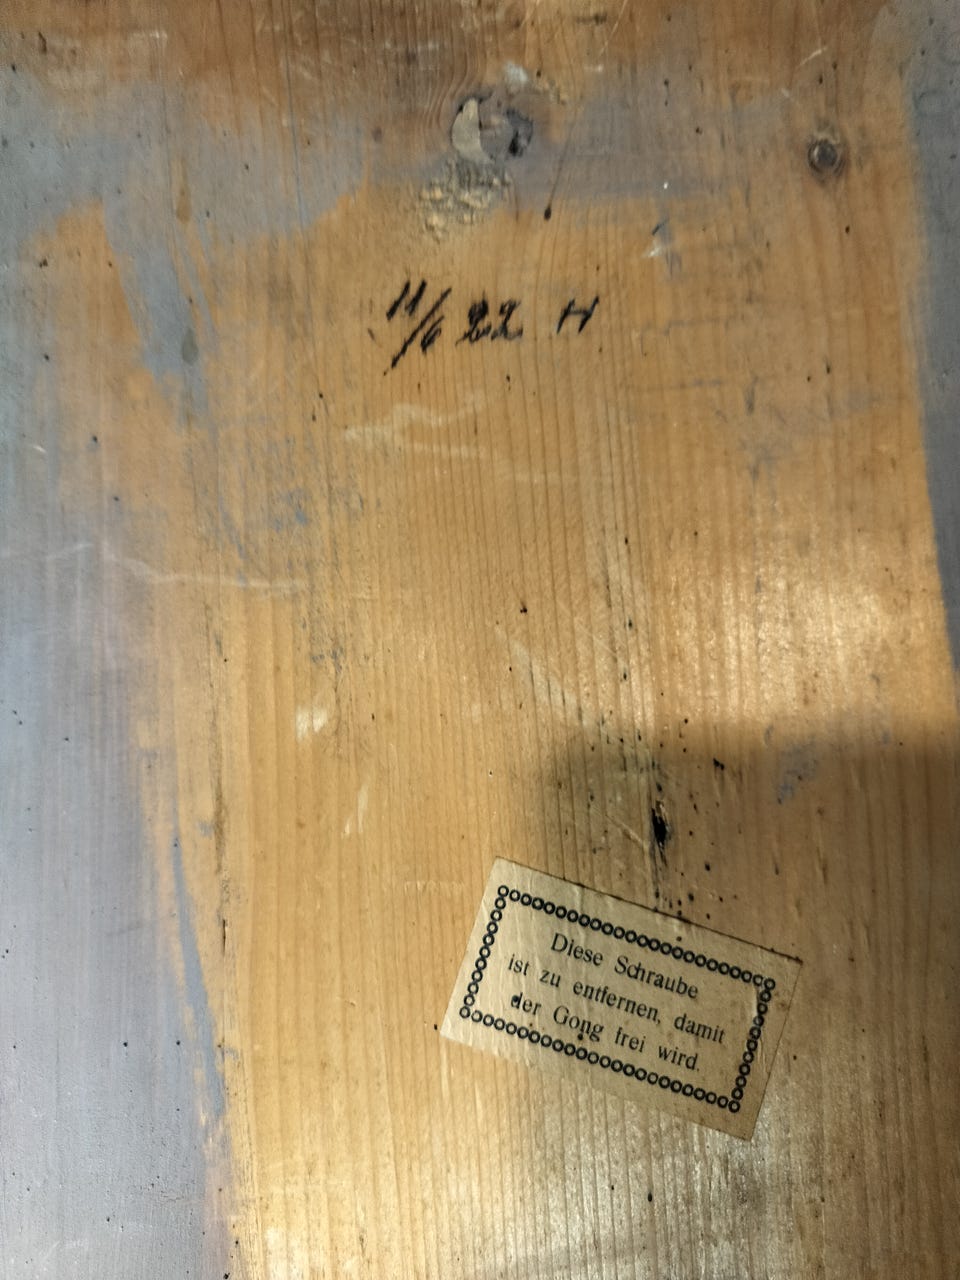 11/6 22 H
Diese Schraube
ist zu entfernen, damit
der Gong frei wird.